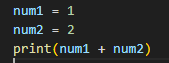 num1 = 1
num2 = 2
print(num1 + num2)